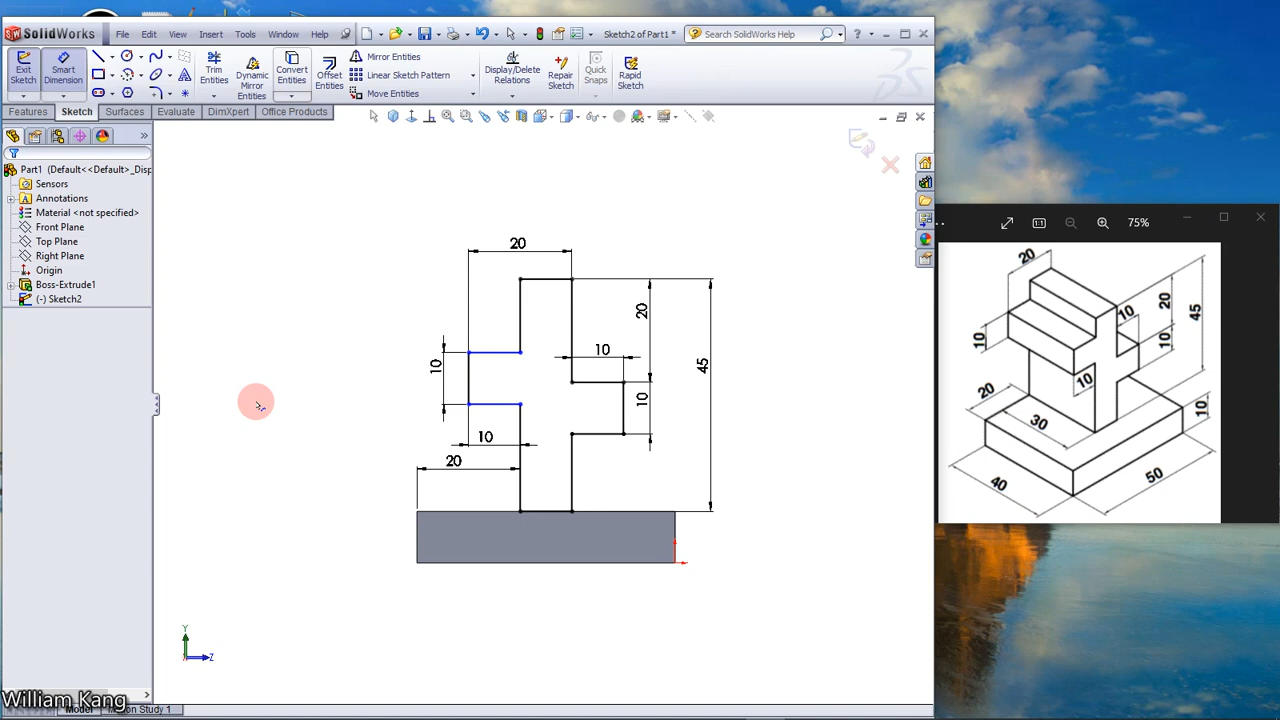 SolidWorks File Edit View Insert Tools Window Help Sketch2 of Part1 * Search SolidWorks Help
Exit Sketch
Smart Dimension
Trim Entities
Dynamic Mirror Entities
Convert Entities
Offset Entities
Mirror Entities
Linear Sketch Pattern
Move Entities
Display/Delete Relations
Repair Sketch
Quick Snaps
Rapid Sketch
Features Sketch Surfaces Evaluate DimXpert Office Products
Part1 (Default<<Default>_Disp
Sensors
Annotations
Material <not specified>
Front Plane
Top Plane
Right Plane
Origin
Boss-Extrude1
(-) Sketch2
20
20
10
10
45
10
10
20
Y
Z
75%
20
10
20
45
10
10
10
20
30
10
40
50
William Kang
Model Motion Study 1